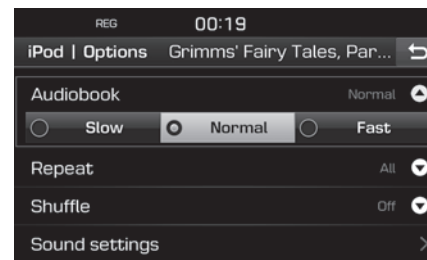 REG 00:19
iPod | Options Grimms' Fairy Tales, Par...
Audiobook Normal
Slow Normal Fast
Repeat All
Shuffle Off
Sound settings